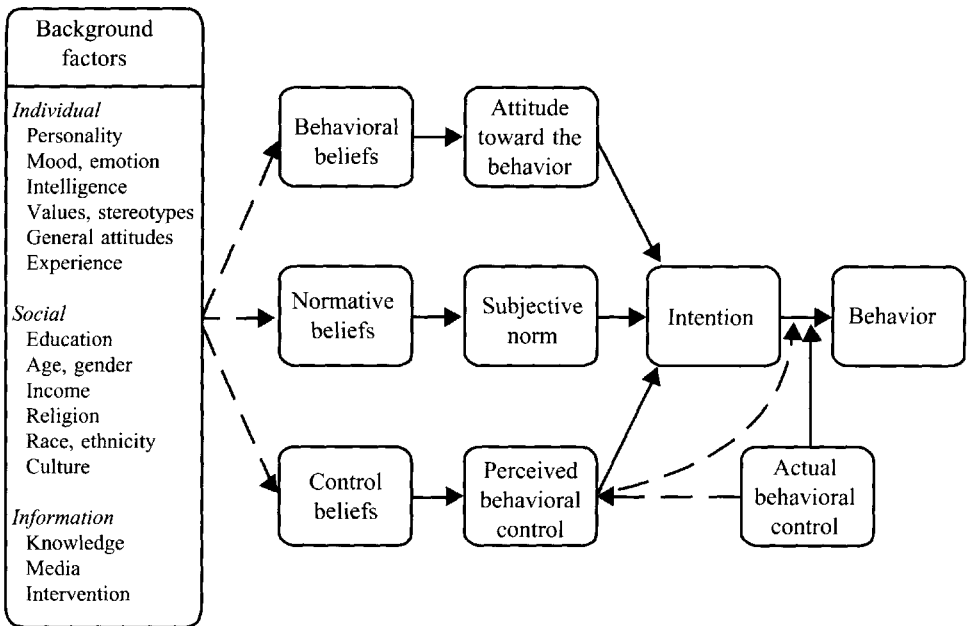 Background
factors
Individual
Personality
Mood, emotion
Intelligence
Values, stereotypes
General attitudes
Experience
Social
Education
Age, gender
Income
Religion
Race, ethnicity
Culture
Information
Knowledge
Media
Intervention
Behavioral
beliefs
Attitude
toward the
behavior
Normative
beliefs
Subjective
norm
Intention
Behavior
Control
beliefs
Perceived
behavioral
control
Actual
behavioral
control